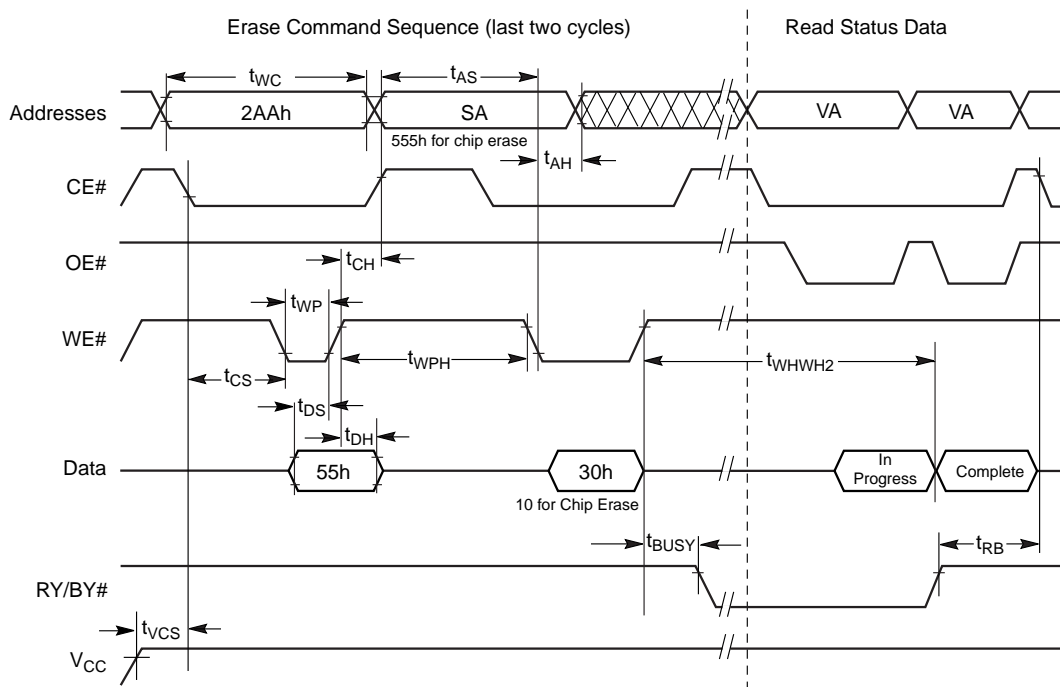 Erase Command Sequence (last two cycles)
Read Status Data
tWC
tAS
Addresses
2AAh
SA
VA
VA
555h for chip erase
tAH
CE#
OE#
tCH
tWP
WE#
tWPH
tWHWH2
tCS
tDS
tDH
Data
55h
30h
In
Progress
Complete
10 for Chip Erase
tBUSY
tRB
RY/BY#
tVCS
VCC